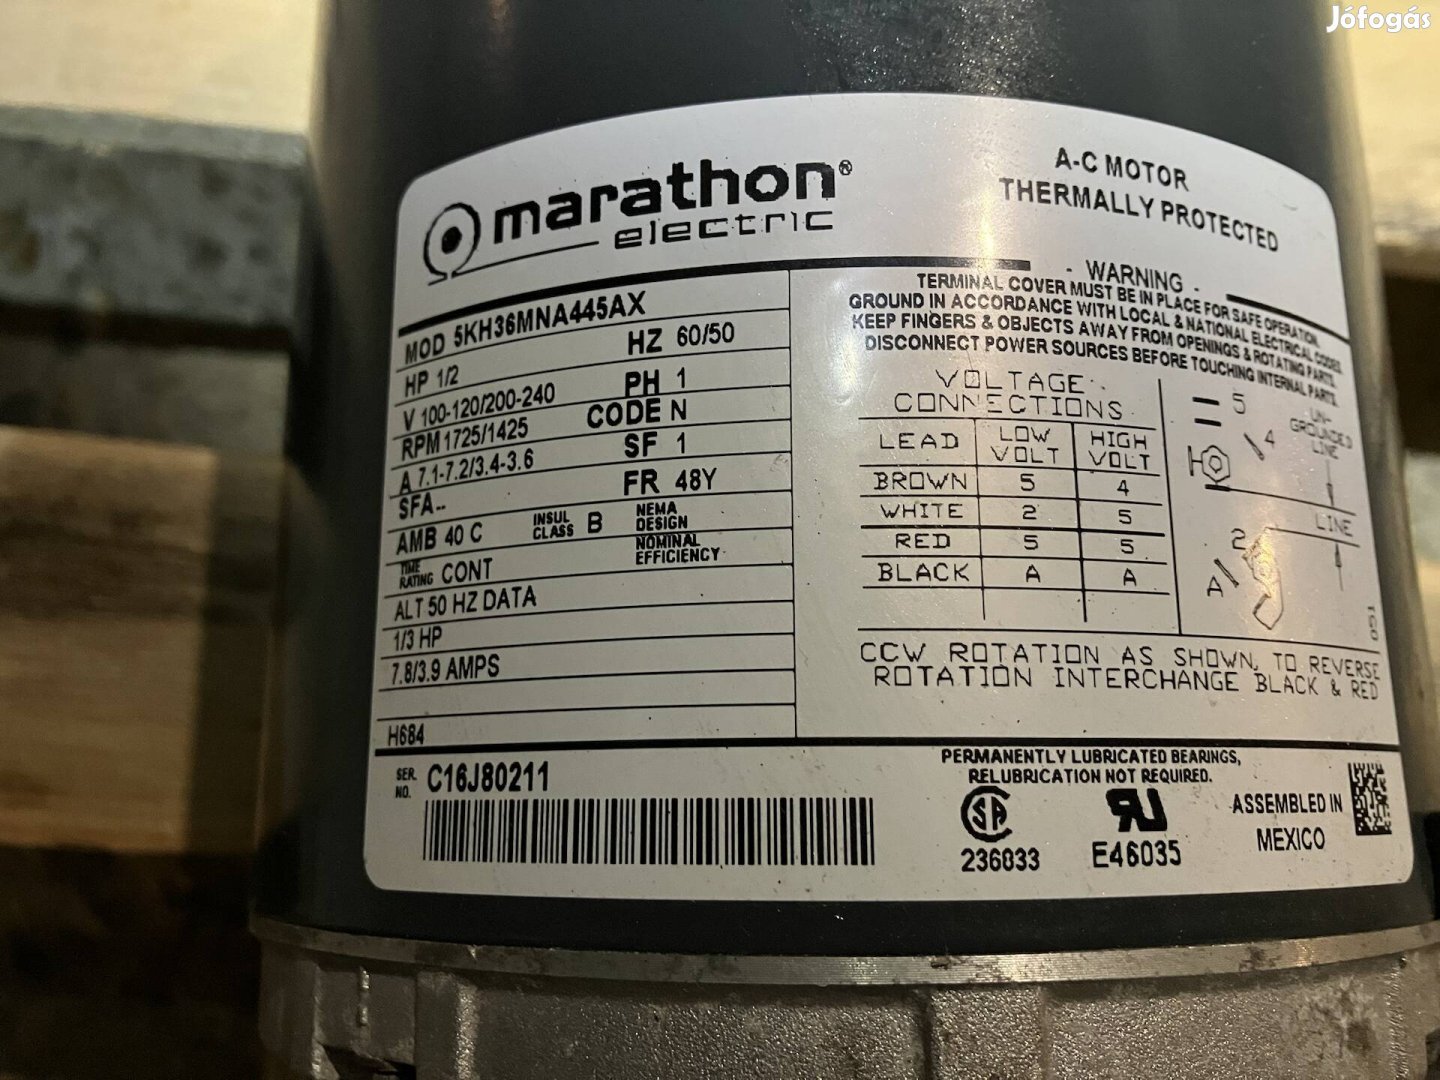 Jófogás
marathon®
electric
A-C MOTOR
THERMALLY PROTECTED
MOD 5KH36MNA445AX
HP 1/2 HZ 60/50
V 100-120/200-240 PH 1
RPM 1725/1425 CODE N
A 7.1-7.2/3.4-3.6 SF 1
SFA-- FR 48Y
AMB 40 C INSUL CLASS B NEMA DESIGN
TIME RATING CONT NOMINAL EFFICIENCY
ALT 50 HZ DATA
1/3 HP
7.8/3.9 AMPS
H684
- WARNING -
TERMINAL COVER MUST BE IN PLACE FOR SAFE OPERATION.
GROUND IN ACCORDANCE WITH LOCAL & NATIONAL ELECTRICAL CODES.
KEEP FINGERS & OBJECTS AWAY FROM OPENINGS & ROTATING PARTS.
DISCONNECT POWER SOURCES BEFORE TOUCHING INTERNAL PARTS.
VOLTAGE
CONNECTIONS
LEAD LOW VOLT HIGH VOLT
BROWN 5 4
WHITE 2 5
RED 5 5
BLACK A A
5
4
UN-
GROUNDED
LINE
LINE
2
A
CCW ROTATION AS SHOWN, TO REVERSE
ROTATION INTERCHANGE BLACK & RED
SER. NO. C16J80211
PERMANENTLY LUBRICATED BEARINGS,
RELUBRICATION NOT REQUIRED.
236033
E46035
ASSEMBLED IN
MEXICO